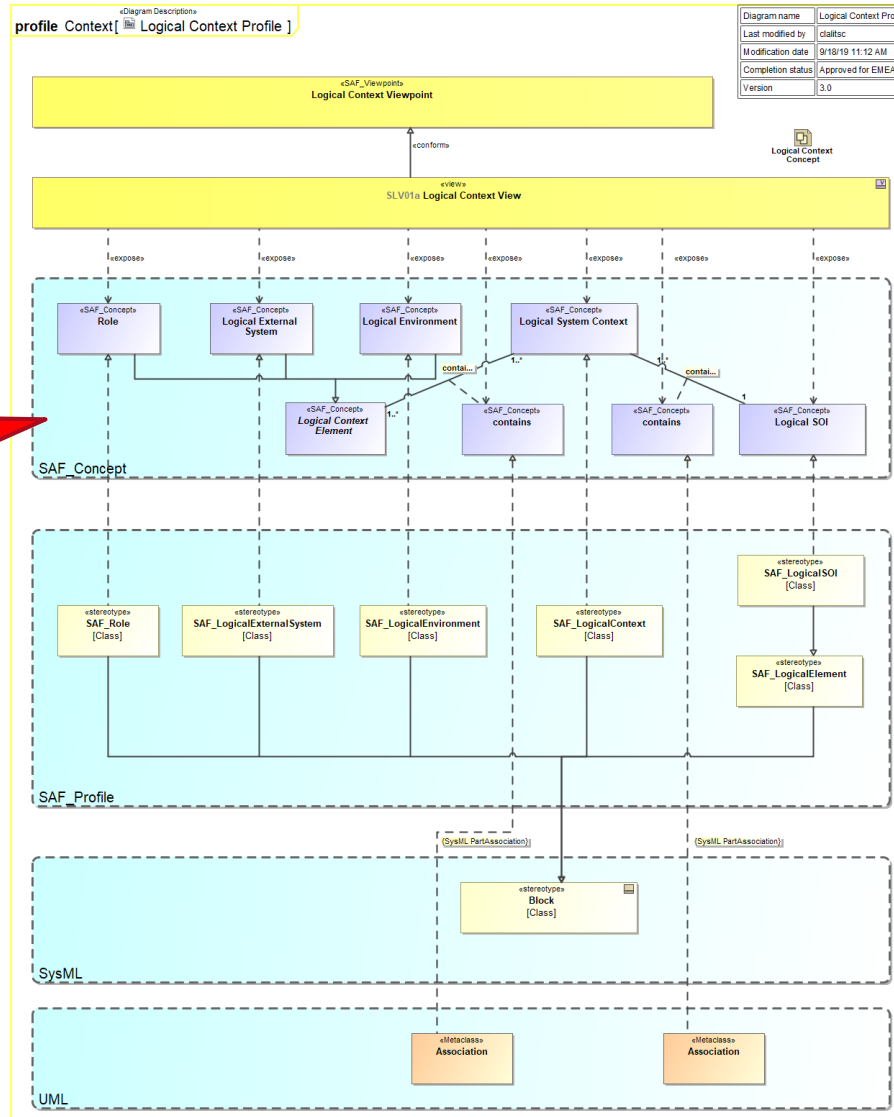 «Diagram Description»
profile Context[ Logical Context Profile ]
Diagram name Logical Context Pro
Last modified by clalitsc
Modification date 9/18/19 11:12 AM
Completion status Approved for EMEA
Version 3.0
«SAF_Viewpoint»
Logical Context Viewpoint
«conform»
Logical Context
Concept
«view»
SLV01a Logical Context View
«expose» «expose» «expose» «expose» «expose» «expose» «expose»
«SAF_Concept»
Role
«SAF_Concept»
Logical External
System
«SAF_Concept»
Logical Environment
«SAF_Concept»
Logical System Context
contai...
1..*
1..*
contai...
1..*
1
«SAF_Concept»
Logical Context
Element
«SAF_Concept»
contains
«SAF_Concept»
contains
«SAF_Concept»
Logical SOI
SAF_Concept
«stereotype»
SAF_LogicalSOI
[Class]
«stereotype»
SAF_Role
[Class]
«stereotype»
SAF_LogicalExternalSystem
[Class]
«stereotype»
SAF_LogicalEnvironment
[Class]
«stereotype»
SAF_LogicalContext
[Class]
«stereotype»
SAF_LogicalElement
[Class]
SAF_Profile
{SysML PartAssociation} {SysML PartAssociation}
«stereotype»
Block
[Class]
SysML
«Metaclass»
Association
«Metaclass»
Association
UML